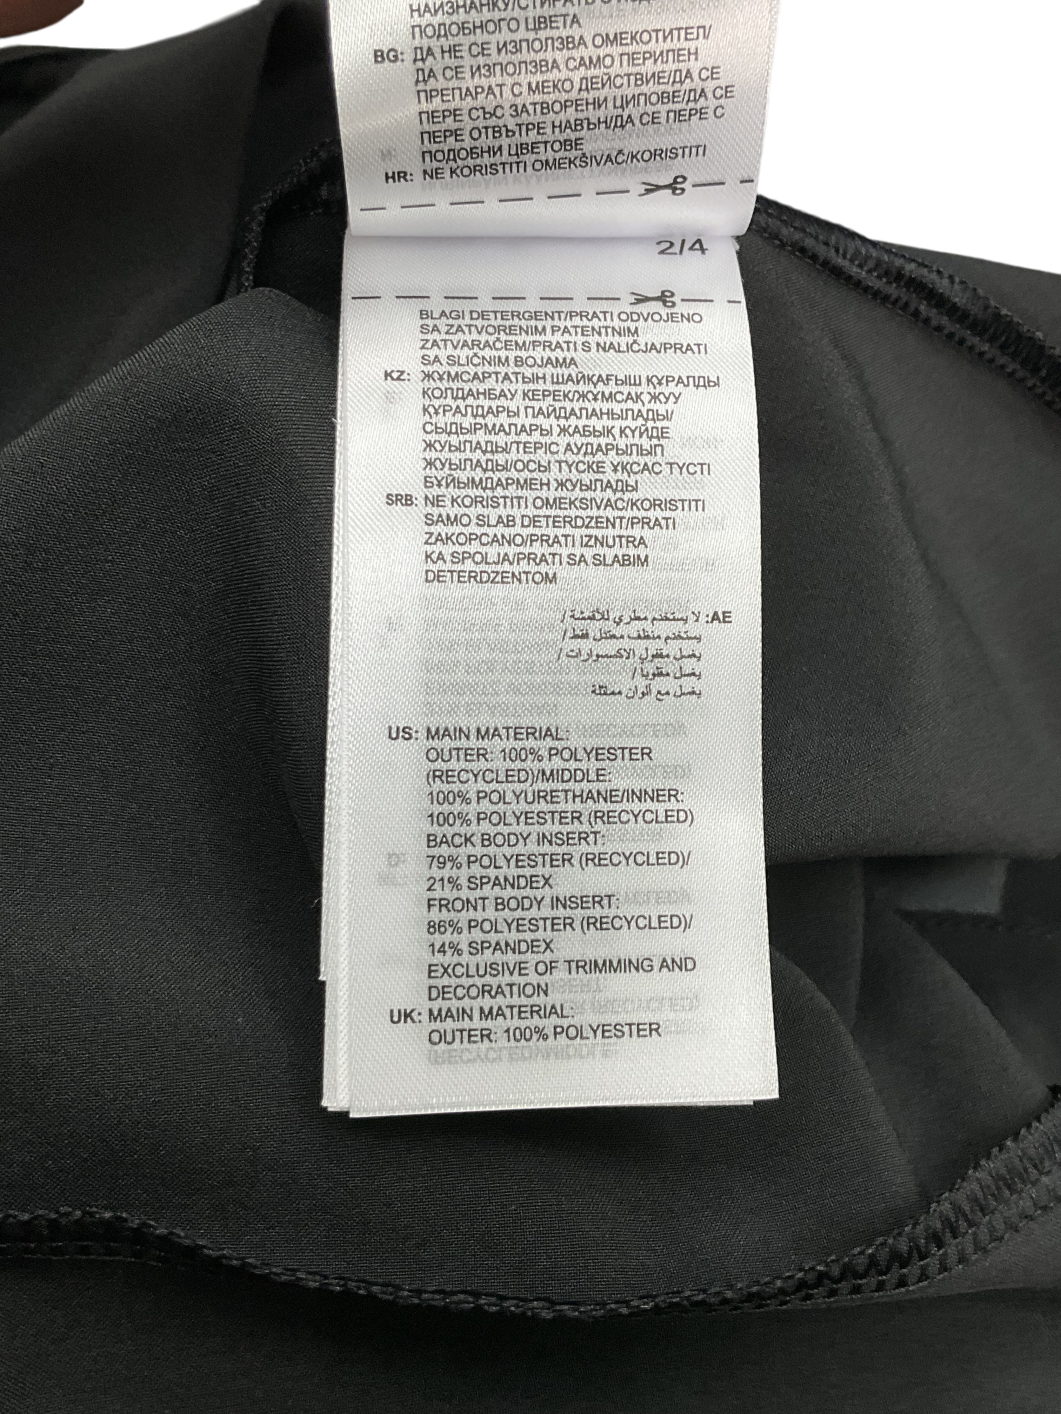 НАИЗНАНКУ/СТИРАТЬ С
ПОДОБНОГО ЦВЕТА
BG: ДА НЕ СЕ ИЗПОЛЗВА ОМЕКОТИТЕЛ/
ДА СЕ ИЗПОЛЗВА САМО ПЕРИЛЕН
ПРЕПАРАТ С МЕКО ДЕЙСТВИЕ/ДА СЕ
ПЕРЕ СЪС ЗАТВОРЕНИ ЦИПОВЕ/ДА СЕ
ПЕРЕ ОТВЪТРЕ НАВЪН/ДА СЕ ПЕРЕ С
ПОДОБНИ ЦВЕТОВЕ
HR: NE KORISTITI OMEKŠIVAČ/KORISTITI
2/4
BLAGI DETERGENT/PRATI ODVOJENO
SA ZATVORENIM PATENTNIM
ZATVARAČEM/PRATI S NALIČJA/PRATI
SA SLIČNIM BOJAMA
KZ: ЖҰМСАРТАТЫН ШАЙҚАҒЫШ ҚҰРАЛДЫ
ҚОЛДАНБАУ КЕРЕК/ЖҰМСАҚ ЖУУ
ҚҰРАЛДАРЫ ПАЙДАЛАНЫЛАДЫ/
СЫДЫРМАЛАРЫ ЖАБЫҚ КҮЙДЕ
ЖУЫЛАДЫ/ТЕРІС АУДАРЫЛЫП
ЖУЫЛАДЫ/ОСЫ ТҮСКЕ ҰҚСАС ТҮСТІ
БҰЙЫМДАРМЕН ЖУЫЛАДЫ
SRB: NE KORISTITI OMEKSIVAC/KORISTITI
SAMO SLAB DETERDZENT/PRATI
ZAKOPCANO/PRATI IZNUTRA
KA SPOLJA/PRATI SA SLABIM
DETERDZENTOM
AE: لا يستخدم مطري للأقمشة /
يستخدم منظف معتدل فقط/
يغسل مقفول الاكسسوارات/
يغسل مقلوبا/
يغسل مع ألوان مماثلة
US: MAIN MATERIAL:
OUTER: 100% POLYESTER
(RECYCLED)/MIDDLE:
100% POLYURETHANE/INNER:
100% POLYESTER (RECYCLED)
BACK BODY INSERT:
79% POLYESTER (RECYCLED)/
21% SPANDEX
FRONT BODY INSERT:
86% POLYESTER (RECYCLED)/
14% SPANDEX
EXCLUSIVE OF TRIMMING AND
DECORATION
UK: MAIN MATERIAL:
OUTER: 100% POLYESTER